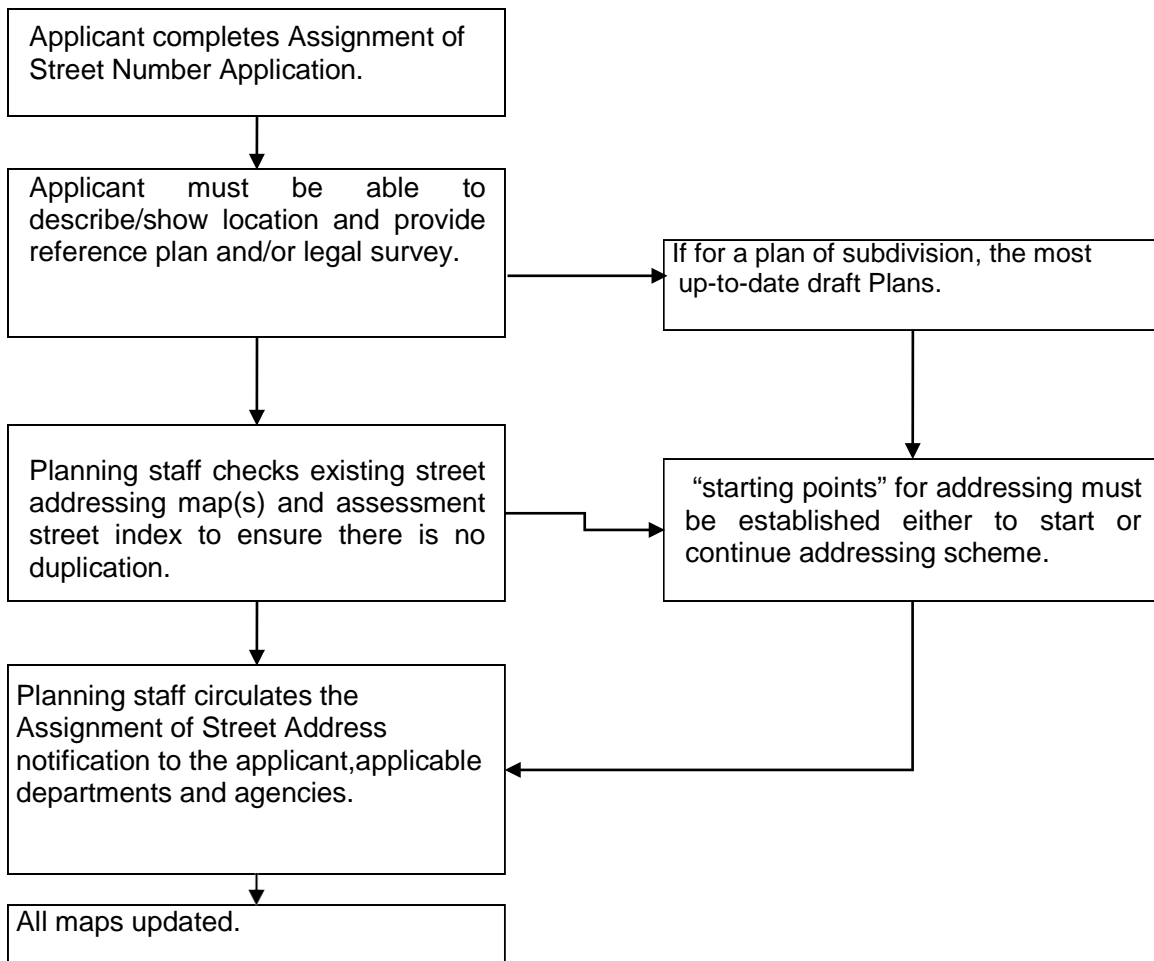 Applicant completes Assignment of
Street Number Application.
Applicant must be able to
describe/show location and provide
reference plan and/or legal survey.
If for a plan of subdivision, the most
up-to-date draft Plans.
Planning staff checks existing street
addressing map(s) and assessment
street index to ensure there is no
duplication.
“starting points” for addressing must
be established either to start or
continue addressing scheme.
Planning staff circulates the
Assignment of Street Address
notification to the applicant,applicable
departments and agencies.
All maps updated.